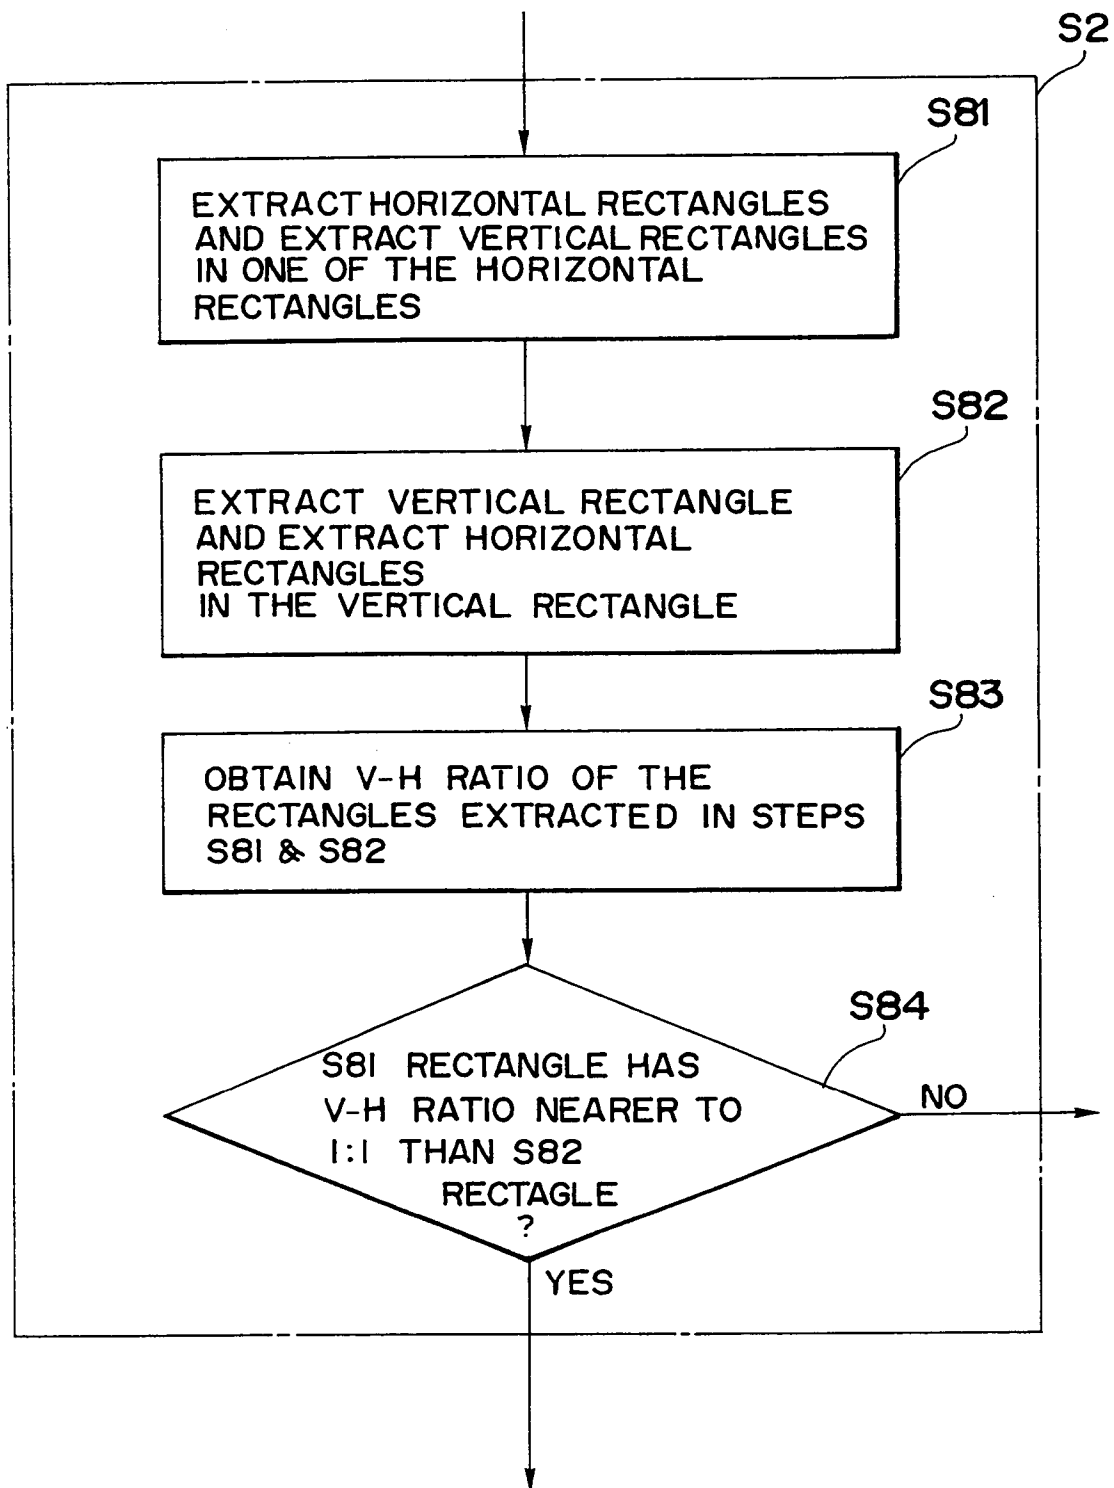 S2
S81
EXTRACT HORIZONTAL RECTANGLES
AND EXTRACT VERTICAL RECTANGLES
IN ONE OF THE HORIZONTAL
RECTANGLES
S82
EXTRACT VERTICAL RECTANGLE
AND EXTRACT HORIZONTAL
RECTANGLES
IN THE VERTICAL RECTANGLE
S83
OBTAIN V-H RATIO OF THE
RECTANGLES EXTRACTED IN STEPS
S81 & S82
S84
S81 RECTANGLE HAS
V-H RATIO NEARER TO
1:1 THAN S82
RECTAGLE
?
NO
YES